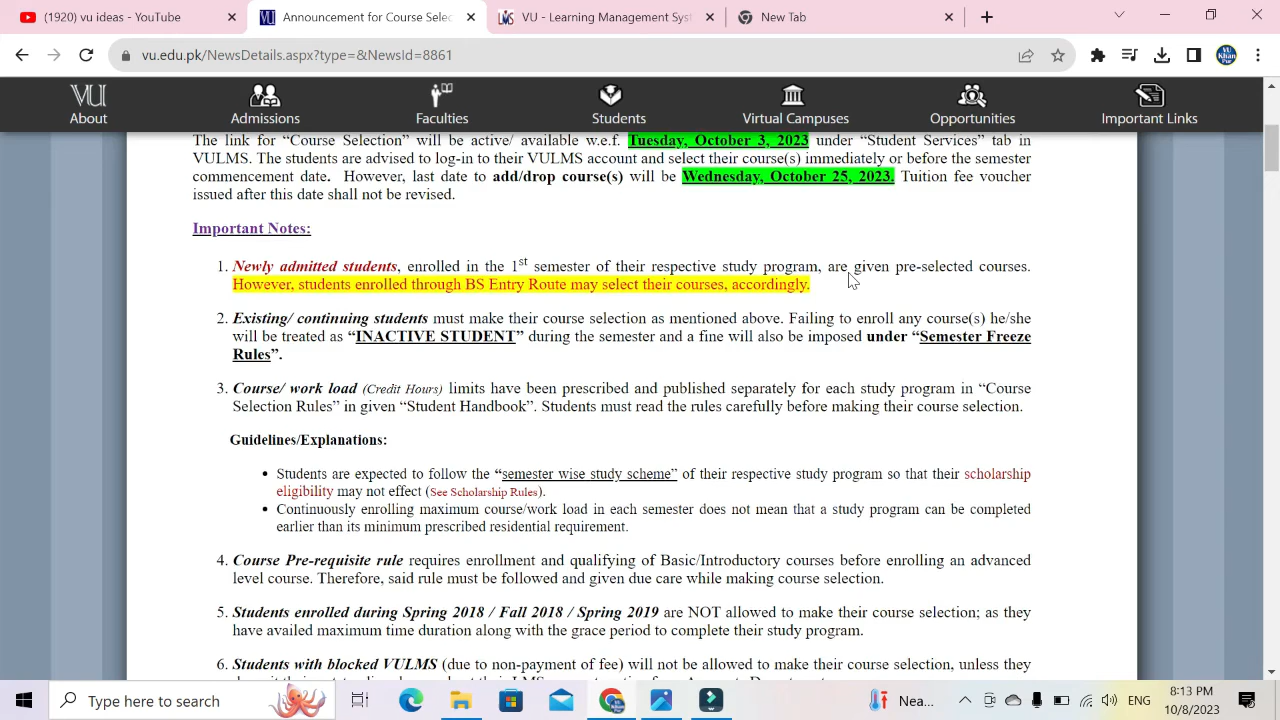 (1920) vu ideas - YouTube
Announcement for Course Selec
VU - Learning Management Syst
New Tab
vu.edu.pk/NewsDetails.aspx?type=&NewsId=8861
VU Khan Pur
VU
About
Admissions
Faculties
Students
Virtual Campuses
Opportunities
Important Links
The link for “Course Selection” will be active/ available w.e.f. Tuesday, October 3, 2023 under “Student Services” tab in
VULMS. The students are advised to log-in to their VULMS account and select their course(s) immediately or before the semester
commencement date. However, last date to add/drop course(s) will be Wednesday, October 25, 2023. Tuition fee voucher
issued after this date shall not be revised.
Important Notes:
1. Newly admitted students, enrolled in the 1st semester of their respective study program, are given pre-selected courses.
However, students enrolled through BS Entry Route may select their courses, accordingly.
2. Existing/ continuing students must make their course selection as mentioned above. Failing to enroll any course(s) he/she
will be treated as “INACTIVE STUDENT” during the semester and a fine will also be imposed under “Semester Freeze
Rules”.
3. Course/ work load (Credit Hours) limits have been prescribed and published separately for each study program in “Course
Selection Rules” in given “Student Handbook”. Students must read the rules carefully before making their course selection.
Guidelines/Explanations:
• Students are expected to follow the “semester wise study scheme” of their respective study program so that their scholarship
eligibility may not effect (See Scholarship Rules).
• Continuously enrolling maximum course/work load in each semester does not mean that a study program can be completed
earlier than its minimum prescribed residential requirement.
4. Course Pre-requisite rule requires enrollment and qualifying of Basic/Introductory courses before enrolling an advanced
level course. Therefore, said rule must be followed and given due care while making course selection.
5. Students enrolled during Spring 2018 / Fall 2018 / Spring 2019 are NOT allowed to make their course selection; as they
have availed maximum time duration along with the grace period to complete their study program.
6. Students with blocked VULMS (due to non-payment of fee) will not be allowed to make their course selection, unless they
Type here to search
Nea...
ENG
8:13 PM
10/8/2023